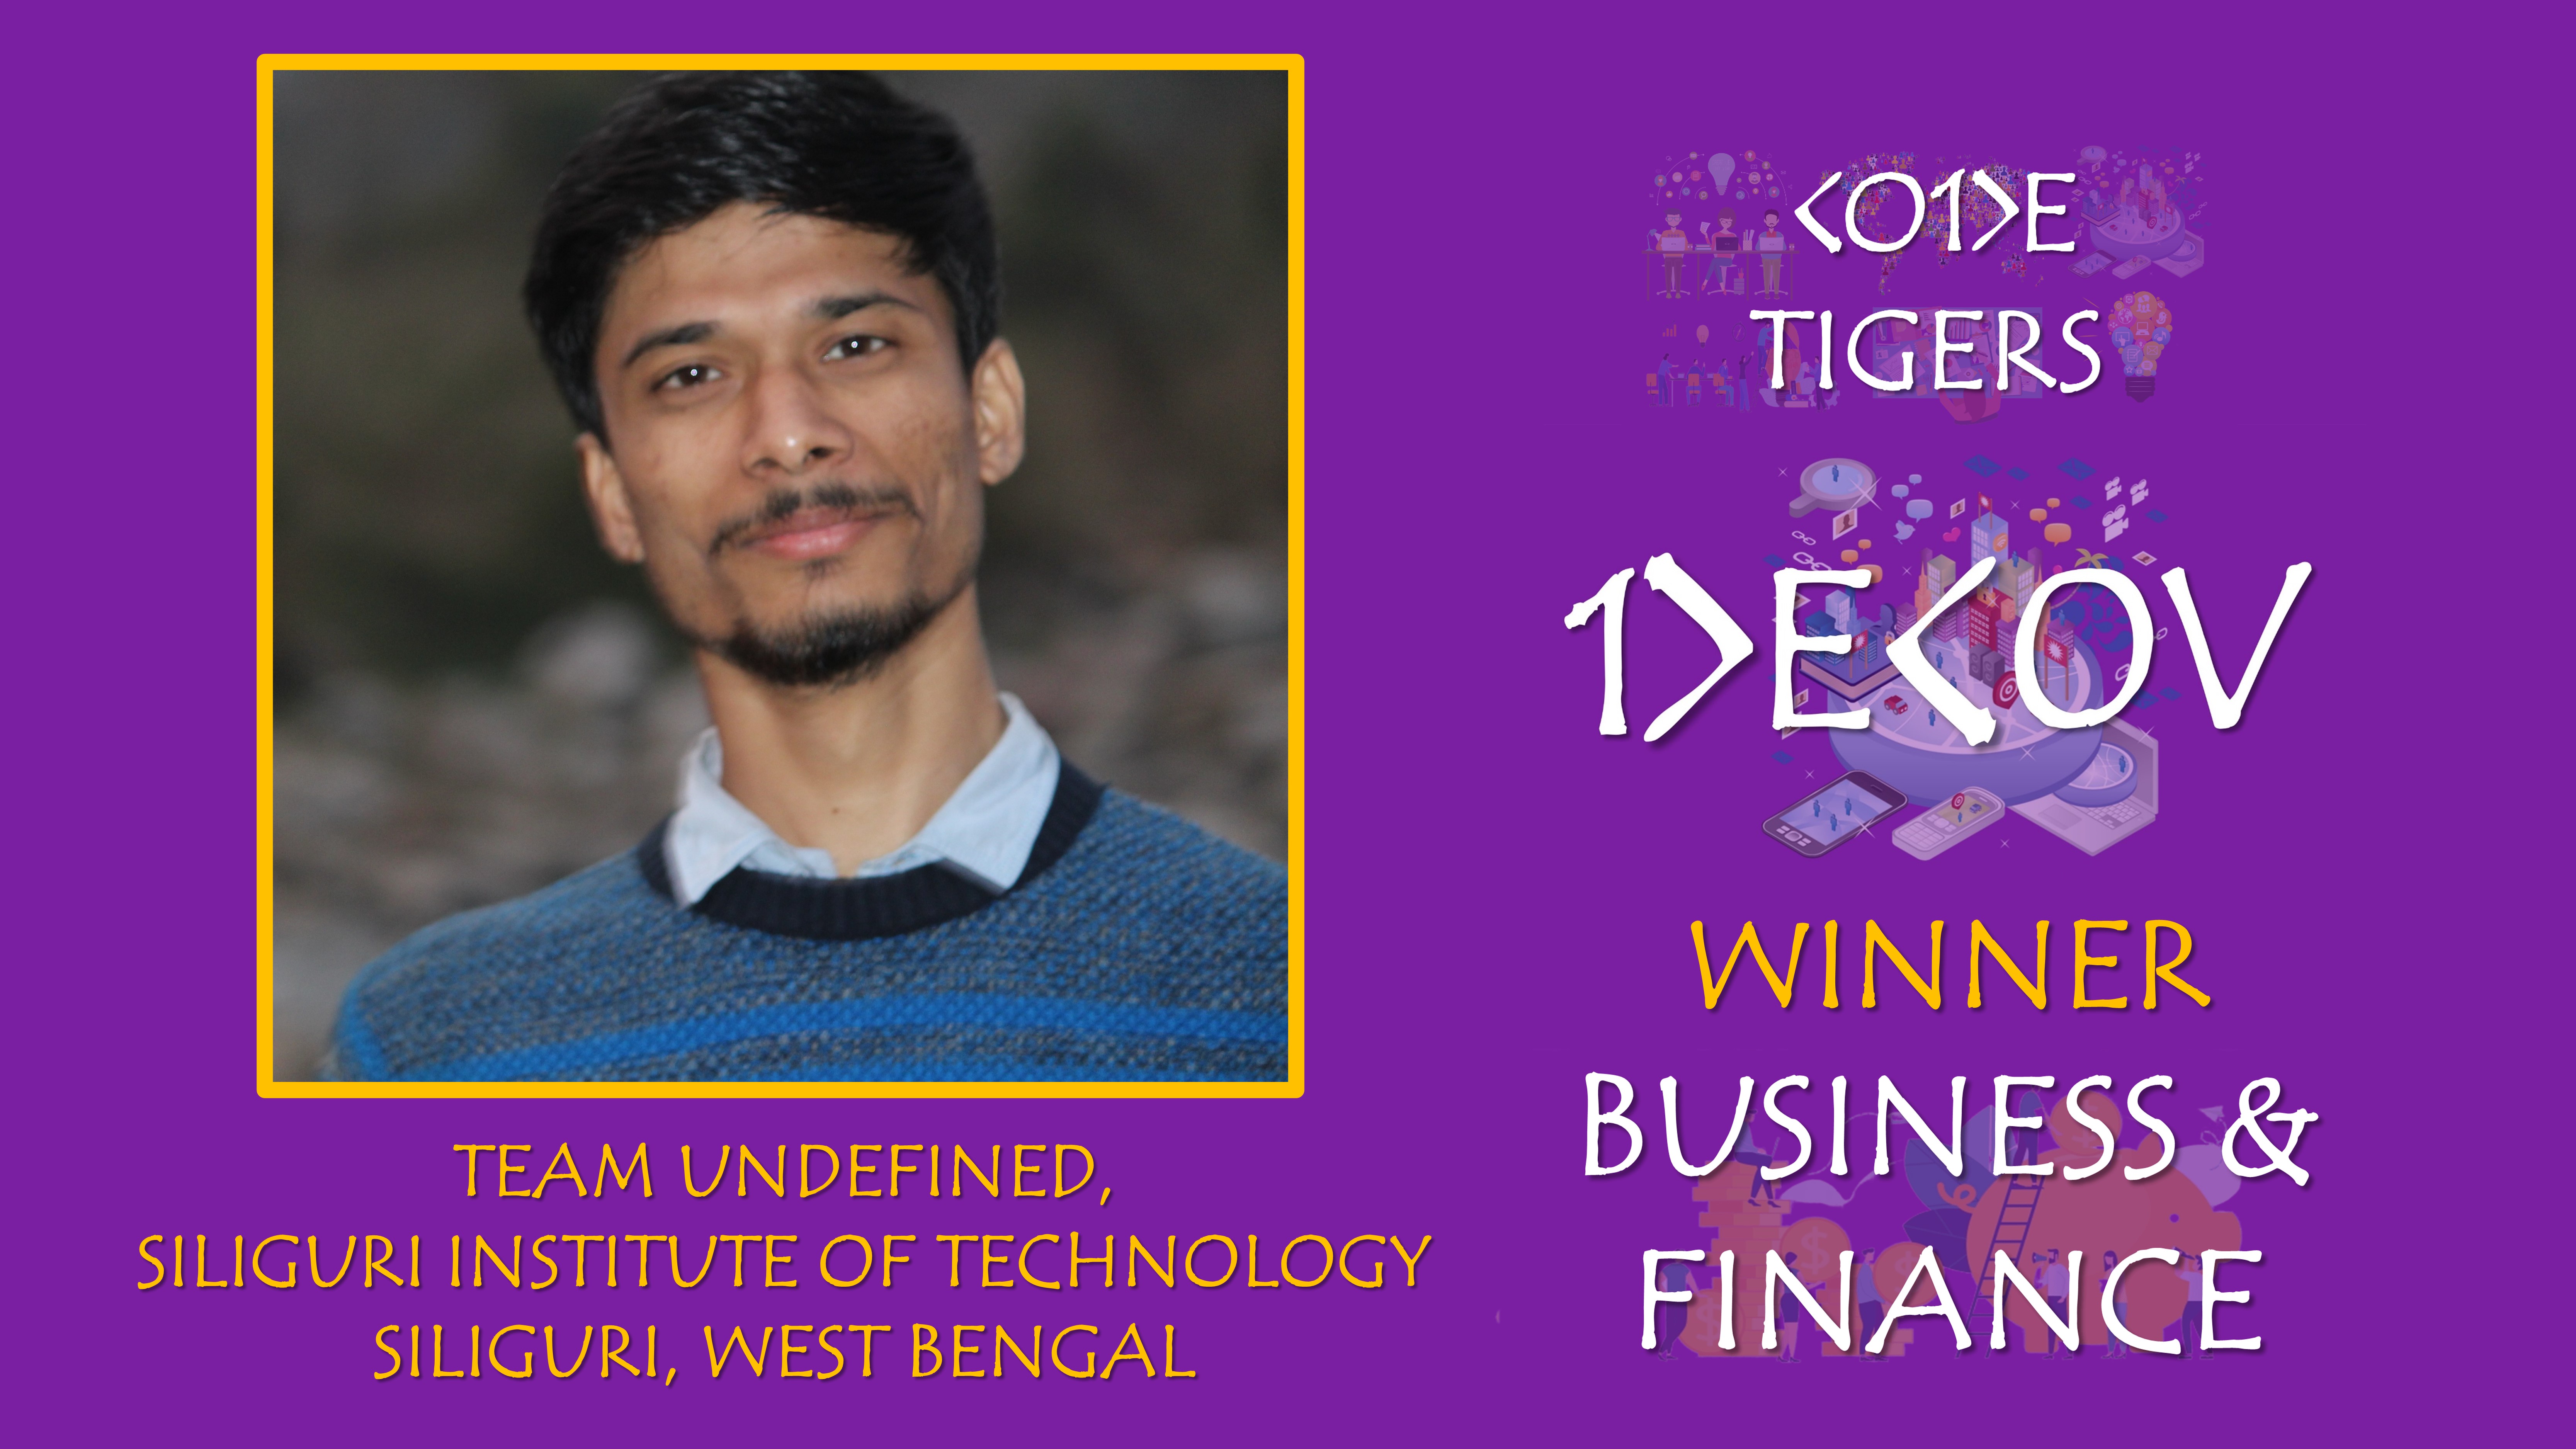 TEAM UNDEFINED,
SILIGURI INSTITUTE OF TECHNOLOGY
SILIGURI, WEST BENGAL
<O1>E
TIGERS
1>E<OV
WINNER
BUSINESS &
FINANCE